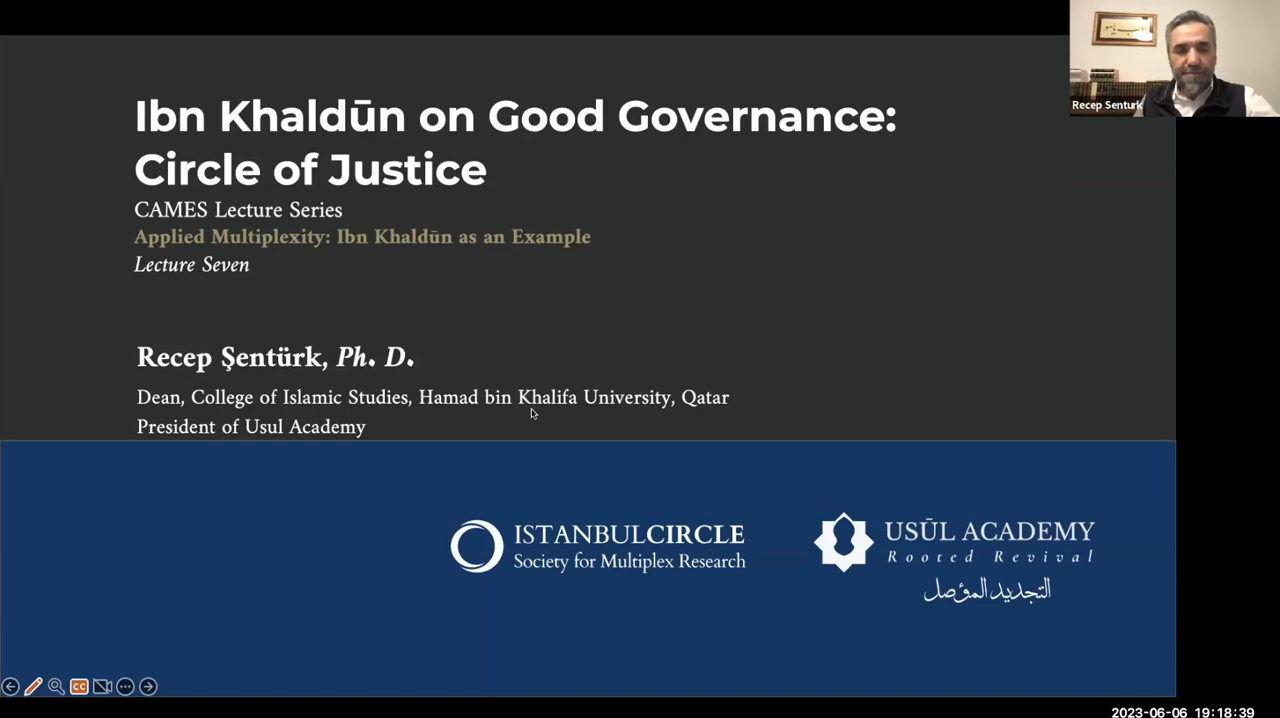 Ibn Khaldūn on Good Governance:
Circle of Justice
CAMES Lecture Series
Applied Multiplexity: Ibn Khaldūn as an Example
Lecture Seven
Recep Şentürk, Ph. D.
Dean, College of Islamic Studies, Hamad bin Khalifa University, Qatar
President of Usul Academy
ISTANBULCIRCLE
Society for Multiplex Research
USŪL ACADEMY
Rooted Revival
التجديد المؤصل
Recep Senturk
CC
2023-06-06 19:18:39